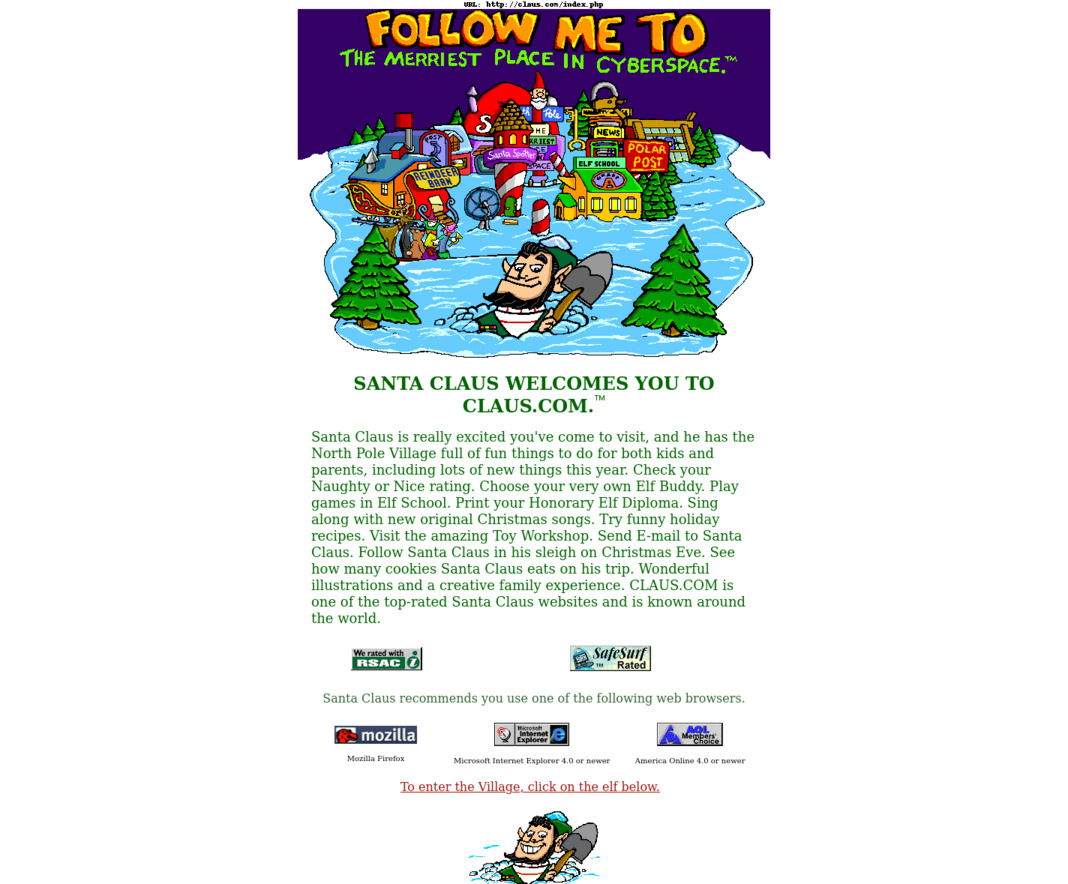 URL: http://claus.com/index.php
FOLLOW ME TO
THE MERRIEST PLACE IN CYBERSPACE.™
Pole
THE
NEWS
POLAR
POST
Santa Spotter
ELF SCHOOL
REINDEER
BARN
GRADE
A
SANTA CLAUS WELCOMES YOU TO
CLAUS.COM.™
Santa Claus is really excited you've come to visit, and he has the
North Pole Village full of fun things to do for both kids and
parents, including lots of new things this year. Check your
Naughty or Nice rating. Choose your very own Elf Buddy. Play
games in Elf School. Print your Honorary Elf Diploma. Sing
along with new original Christmas songs. Try funny holiday
recipes. Visit the amazing Toy Workshop. Send E-mail to Santa
Claus. Follow Santa Claus in his sleigh on Christmas Eve. See
how many cookies Santa Claus eats on his trip. Wonderful
illustrations and a creative family experience. CLAUS.COM is
one of the top-rated Santa Claus websites and is known around
the world.
We rated with
RSAC i
SafeSurf
™ Rated
Santa Claus recommends you use one of the following web browsers.
mozilla
Microsoft
Internet
Explorer
AOL
Members'
Choice
Mozilla Firefox
Microsoft Internet Explorer 4.0 or newer
America Online 4.0 or newer
To enter the Village, click on the elf below.